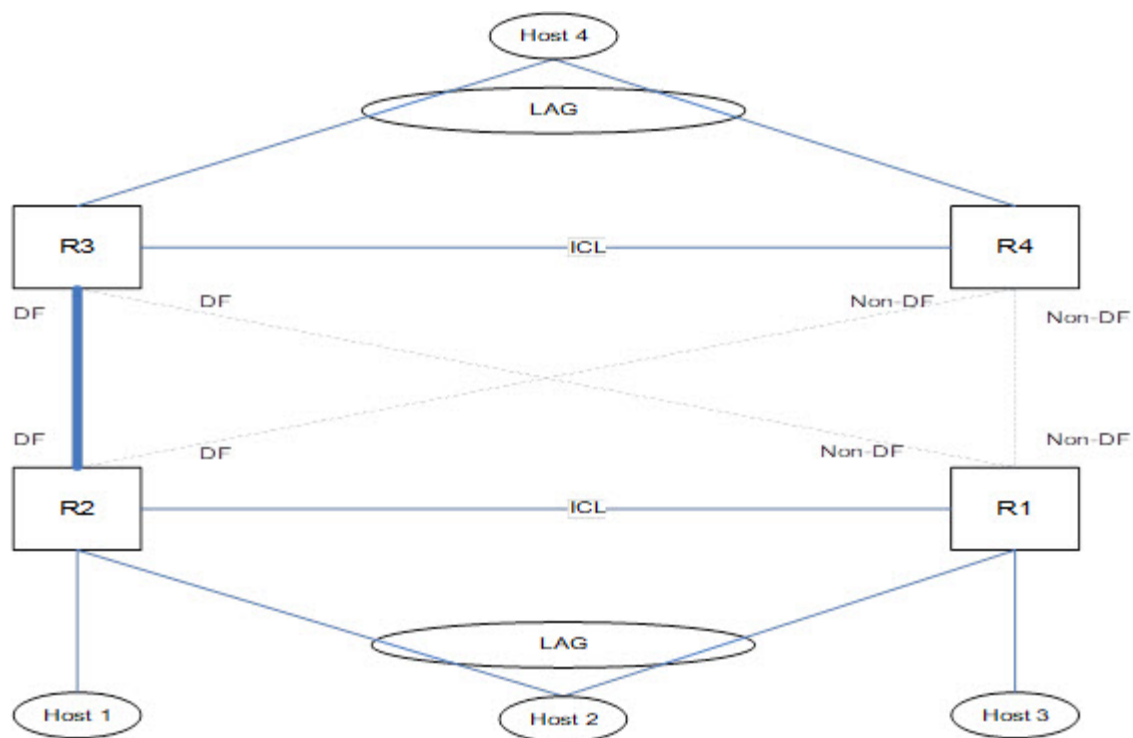 Host 4
LAG
R3
ICL
R4
DF
DF
Non-DF
Non-DF
DF
DF
Non-DF
Non-DF
R2
ICL
R1
LAG
Host 1
Host 2
Host 3